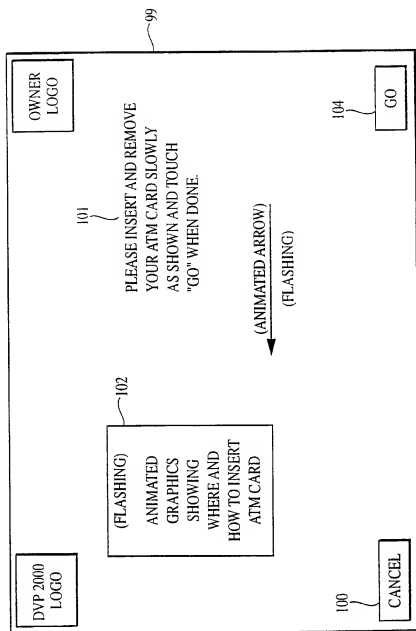 DVP 2000
LOGO
OWNER
LOGO
99
101
PLEASE INSERT AND REMOVE
YOUR ATM CARD SLOWLY
AS SHOWN AND TOUCH
"GO" WHEN DONE.
102
(FLASHING)
ANIMATED
GRAPHICS
SHOWING
WHERE AND
HOW TO INSERT
ATM CARD
(ANIMATED ARROW)
(FLASHING)
100
CANCEL
104
GO